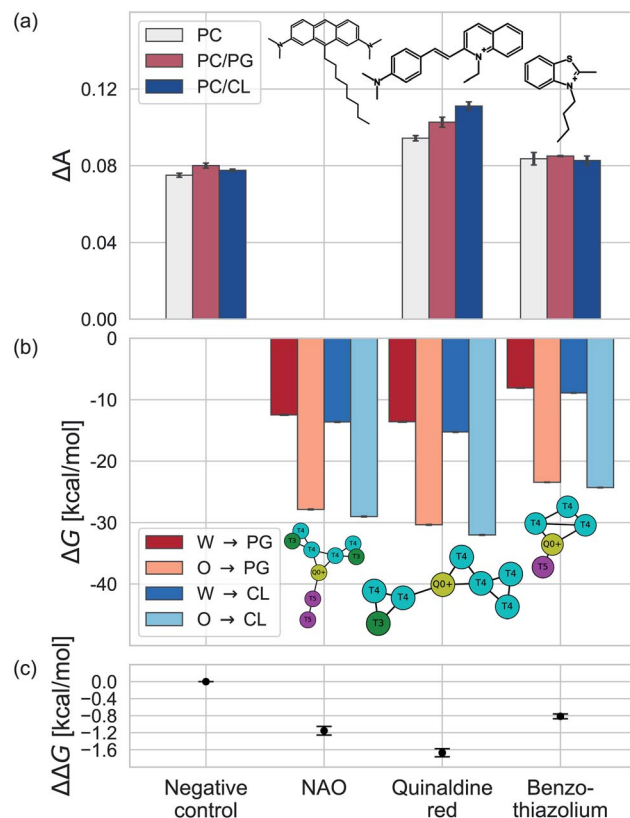 (a)
PC
PC/PG
PC/CL
N
N
N
N+
S
N
+
0.12
0.08
0.04
0.00
ΔA
(b)
0
-10
-20
-30
-40
ΔG [kcal/mol]
W → PG
O → PG
W → CL
O → CL
T4
T3
T4
T4
T4
T3
Q0+
T5
T5
T4
T4
T3
Q0+
T4
T4
T4
T4
T4
T4
T4
Q0+
T5
(c)
0.0
−0.4
−0.8
−1.2
−1.6
ΔΔG [kcal/mol]
Negative
control
NAO
Quinaldine
red
Benzo-
thiazolium